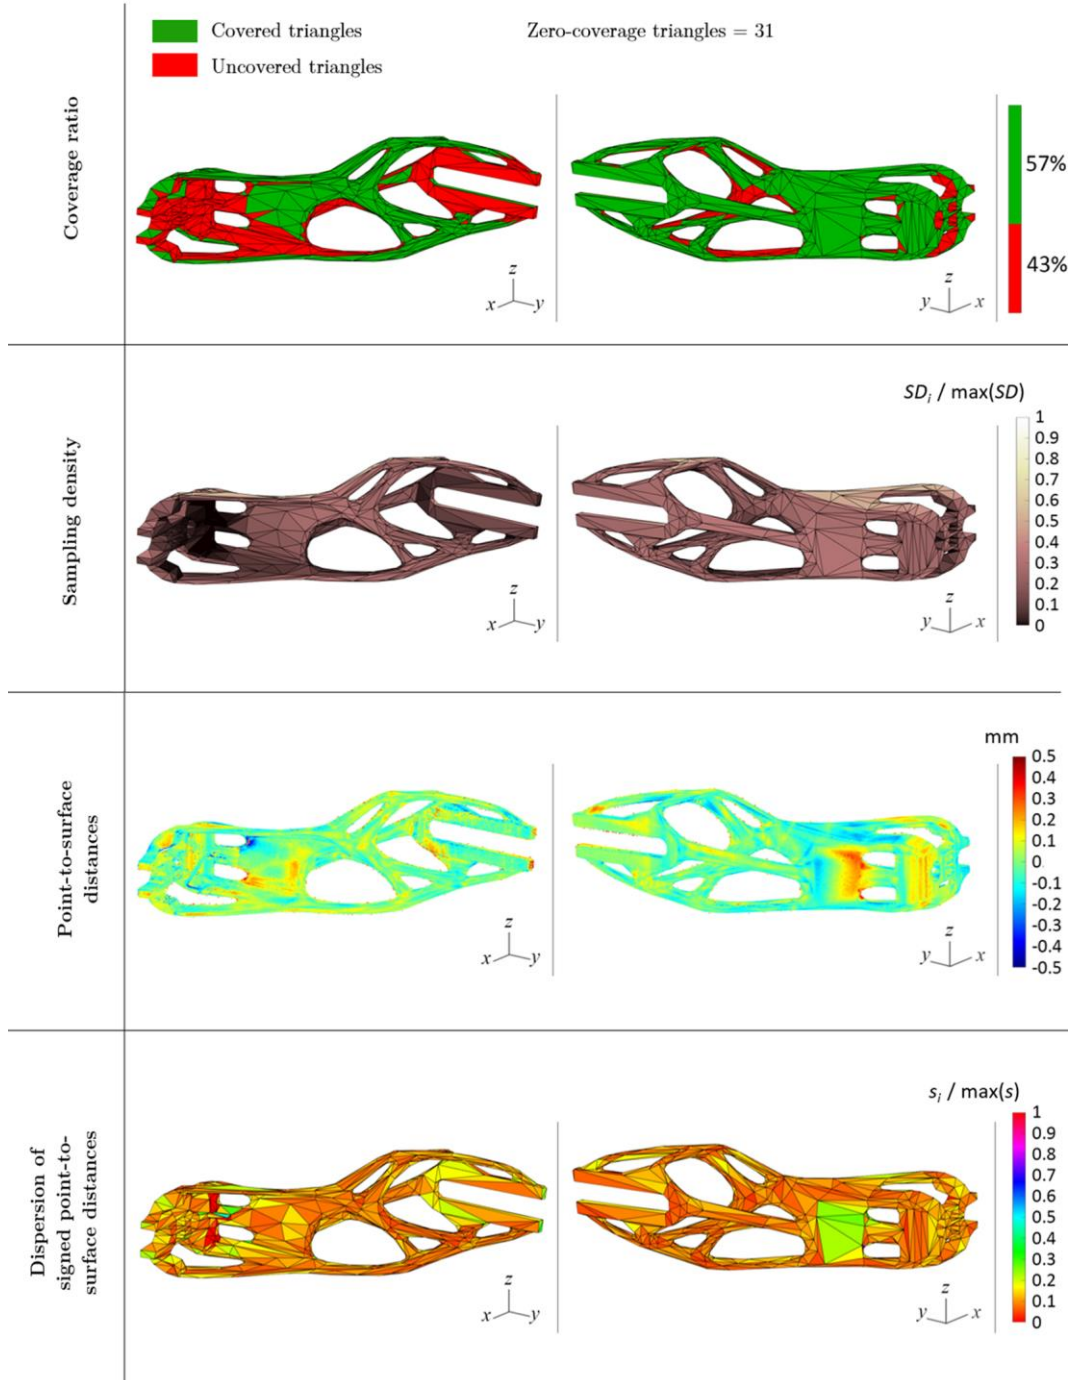 Covered triangles
Zero-coverage triangles = 31
Uncovered triangles
Coverage ratio
57%
43%
z
x
y
z
y
x
Sampling density
SDi / max(SD)
1
0.9
0.8
0.7
0.6
0.5
0.4
0.3
0.2
0.1
0
z
x
y
z
y
x
Point-to-surface
distances
mm
0.5
0.4
0.3
0.2
0.1
0.
-0.1
-0.2
-0.3
-0.4
-0.5
z
x
y
z
y
x
Dispersion of
signed point-to-
surface distances
si / max(s)
1
0.9
0.8
0.7
0.6
0.5
0.4
0.3
0.2
0.1
0
z
x
y
z
y
x